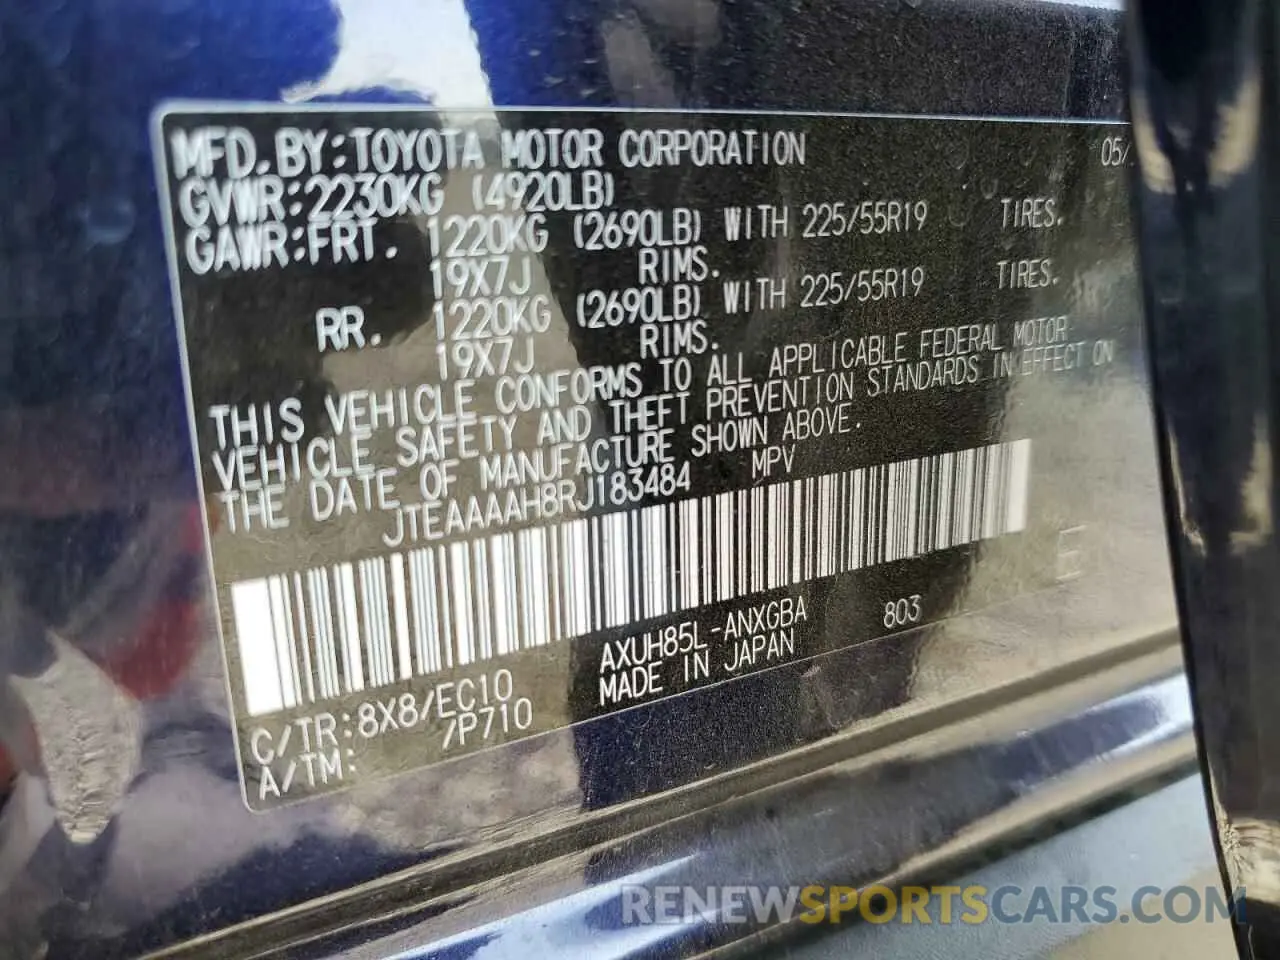 MFD.BY:TOYOTA MOTOR CORPORATION 05/
GVWR:2230KG (4920LB)
GAWR:FRT. 1220KG (2690LB) WITH 225/55R19 TIRES.
19X7J RIMS.
RR. 1220KG (2690LB) WITH 225/55R19 TIRES.
19X7J RIMS.
THIS VEHICLE CONFORMS TO ALL APPLICABLE FEDERAL MOTOR
VEHICLE SAFETY AND THEFT PREVENTION STANDARDS IN EFFECT ON
THE DATE OF MANUFACTURE SHOWN ABOVE.
JTEAAAAH8RJ183484 MPV
E
AXUH85L-ANXGBA 803
MADE IN JAPAN
C/TR:8X8/EC10
A/TM: /P710
RENEWSPORTSCARS.COM